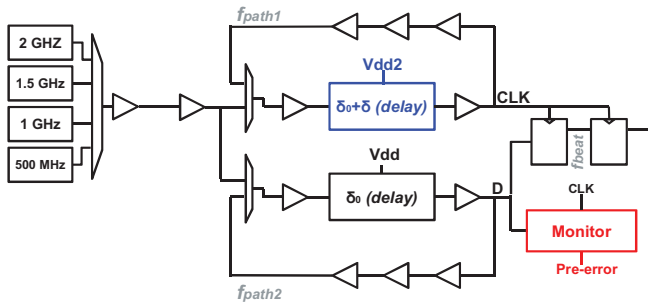 fpath1
2 GHZ
Vdd2
1.5 GHz
δ₀+δ (delay)
CLK
1 GHz
fbeat
500 MHz
Vdd
D
CLK
δ₀ (delay)
Monitor
Pre-error
fpath2